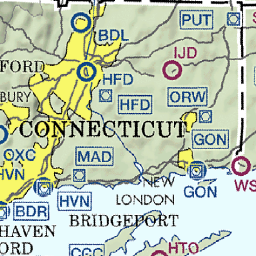 PUT
BDL
FORD
IJD
BURY
HFD
HFD
ORW
CONNECTICUT
GON
OXC
HVN
MAD
WS
NEW
LONDON
GON
HVN
BDR
BRIDGEPORT
HAVEN
ORD
CCC
HTO